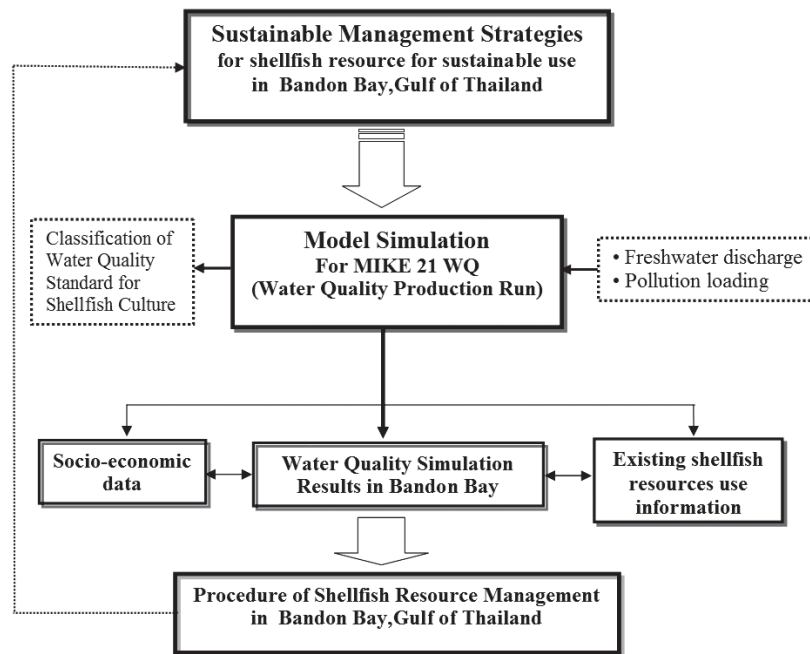 Sustainable Management Strategies
for shellfish resource for sustainable use
in Bandon Bay,Gulf of Thailand
Classification of
Water Quality
Standard for
Shellfish Culture
Model Simulation
For MIKE 21 WQ
(Water Quality Production Run)
• Freshwater discharge
• Pollution loading
Socio-economic
data
Water Quality Simulation
Results in Bandon Bay
Existing shellfish
resources use
information
Procedure of Shellfish Resource Management
in Bandon Bay,Gulf of Thailand